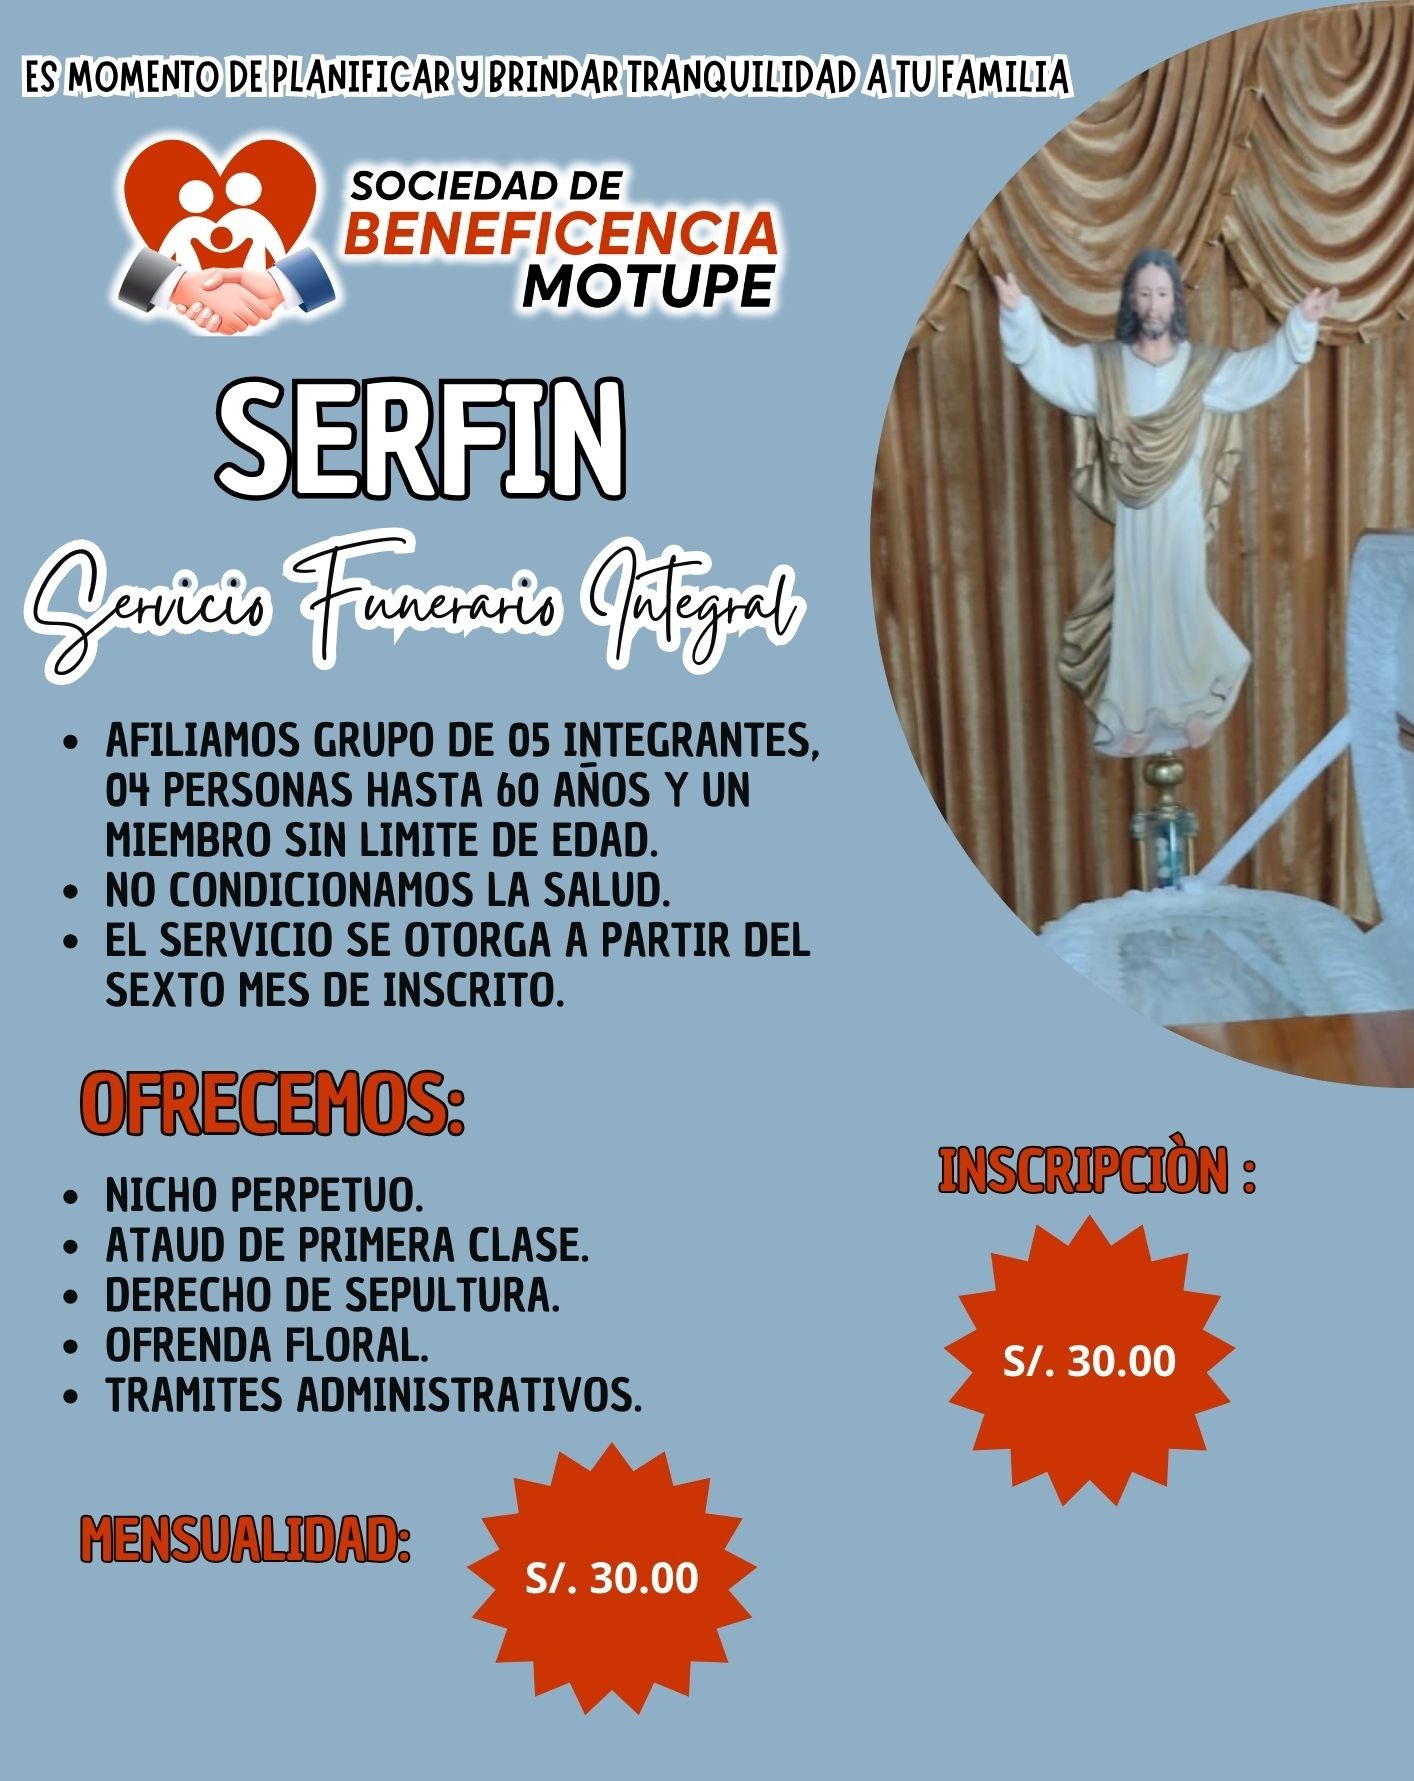 ES MOMENTO DE PLANIFICAR Y BRINDAR TRANQUILIDAD A TU FAMILIA
SOCIEDAD DE
BENEFICENCIA
MOTUPE
SERFIN
Servicio Funerario Integral
• AFILIAMOS GRUPO DE 05 INTEGRANTES,
04 PERSONAS HASTA 60 AÑOS Y UN
MIEMBRO SIN LIMITE DE EDAD.
• NO CONDICIONAMOS LA SALUD.
• EL SERVICIO SE OTORGA A PARTIR DEL
SEXTO MES DE INSCRITO.
OFRECEMOS:
• NICHO PERPETUO.
• ATAUD DE PRIMERA CLASE.
• DERECHO DE SEPULTURA.
• OFRENDA FLORAL.
• TRAMITES ADMINISTRATIVOS.
INSCRIPCIÒN :
S/. 30.00
MENSUALIDAD:
S/. 30.00